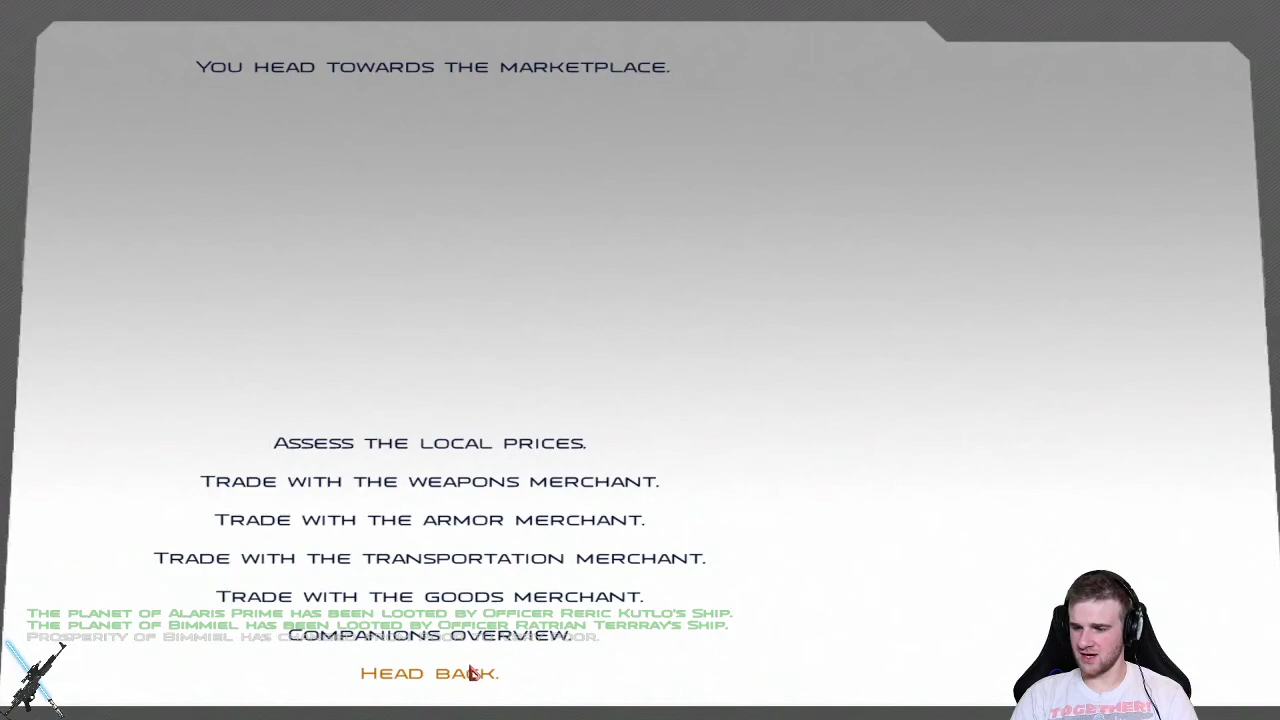 You head towards the marketplace.
Assess the local prices.
Trade with the weapons merchant.
Trade with the armor merchant.
Trade with the transportation merchant.
Trade with the goods merchant.
The planet of Alaris Prime has been looted by Officer Reric Kutlo's Ship.
The planet of Bimmiel has been looted by Officer Ratrian Terrray's Ship.
Companions overview.
Prosperity of Bimmiel has poor.
Head back.
TOGETHER!